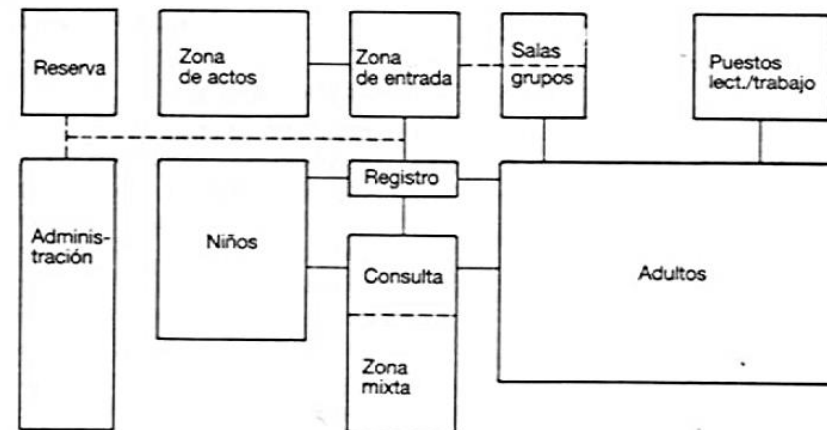 Reserva
Zona
de actos
Zona
de entrada
Salas
grupos
Puestos
lect./trabajo
Registro
Adminis-
tración
Niños
Consulta
Adultos
Zona
mixta